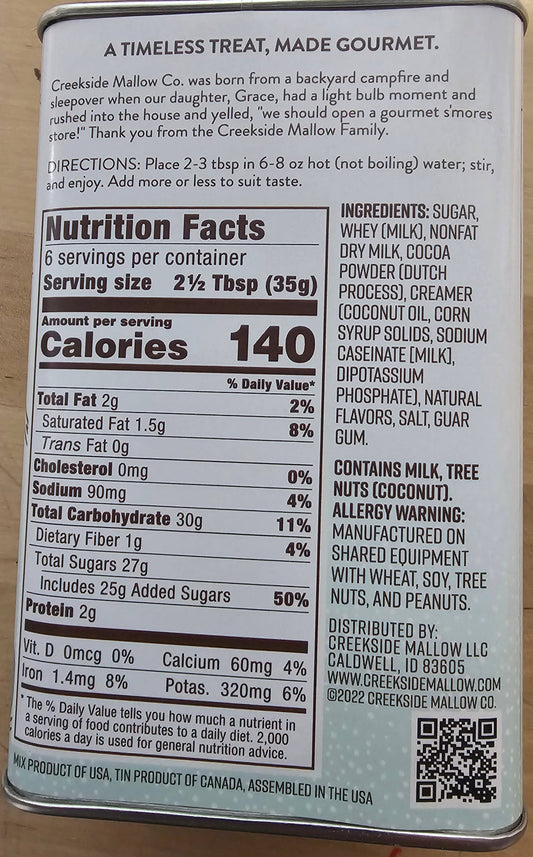 A TIMELESS TREAT, MADE GOURMET.
Creekside Mallow Co. was born from a backyard campfire and
sleepover when our daughter, Grace, had a light bulb moment and
rushed into the house and yelled, "we should open a gourmet s'mores
store!" Thank you from the Creekside Mallow Family.
DIRECTIONS: Place 2-3 tbsp in 6-8 oz hot (not boiling) water; stir,
and enjoy. Add more or less to suit taste.
Nutrition Facts
6 servings per container
Serving size 2½ Tbsp (35g)
Amount per serving
Calories 140
% Daily Value*
Total Fat 2g 2%
Saturated Fat 1.5g 8%
Trans Fat 0g
Cholesterol 0mg 0%
Sodium 90mg 4%
Total Carbohydrate 30g 11%
Dietary Fiber 1g 4%
Total Sugars 27g
Includes 25g Added Sugars 50%
Protein 2g
Vit. D 0mcg 0% Calcium 60mg 4%
Iron 1.4mg 8% Potas. 320mg 6%
*The % Daily Value tells you how much a nutrient in
a serving of food contributes to a daily diet. 2,000
calories a day is used for general nutrition advice.
INGREDIENTS: SUGAR,
WHEY (MILK), NONFAT
DRY MILK, COCOA
POWDER (DUTCH
PROCESS), CREAMER
(COCONUT OIL, CORN
SYRUP SOLIDS, SODIUM
CASEINATE [MILK],
DIPOTASSIUM
PHOSPHATE), NATURAL
FLAVORS, SALT, GUAR
GUM.
CONTAINS MILK, TREE
NUTS (COCONUT).
ALLERGY WARNING:
MANUFACTURED ON
SHARED EQUIPMENT
WITH WHEAT, SOY, TREE
NUTS, AND PEANUTS.
DISTRIBUTED BY:
CREEKSIDE MALLOW LLC
CALDWELL, ID 83605
WWW.CREEKSIDEMALLOW.COM
©2022 CREEKSIDE MALLOW CO.
MIX PRODUCT OF USA, TIN PRODUCT OF CANADA, ASSEMBLED IN THE USA